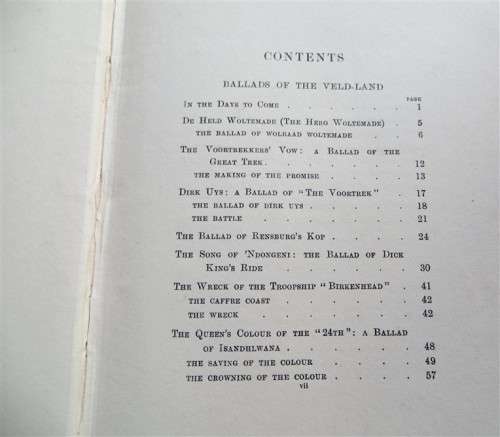 CONTENTS
BALLADS OF THE VELD-LAND
PAGE
In the Days to Come . . . . . . 1
De Held Woltemade (The Hero Woltemade) . 5
THE BALLAD OF WOLRAAD WOLTEMADE . . . 6
The Voortrekkers' Vow: a Ballad of the
Great Trek. . . . . . . 12
THE MAKING OF THE PROMISE . . . . 13
Dirk Uys: a Ballad of "The Voortrek" . . 17
THE BALLAD OF DIRK UYS . . . . . 18
THE BATTLE . . . . . . 21
The Ballad of Rensburg's Kop . . . . 24
The Song of 'Ndongeni: the Ballad of Dick
King's Ride . . . . . . 30
The Wreck of the Troopship "Birkenhead" . 41
THE CAFFRE COAST . . . . . 42
THE WRECK . . . . . . 42
The Queen's Colour of the "24th": a Ballad
of Isandhlwana . . . . . . 48
THE SAVING OF THE COLOUR . . . . 49
THE CROWNING OF THE COLOUR . . . . 57
vii